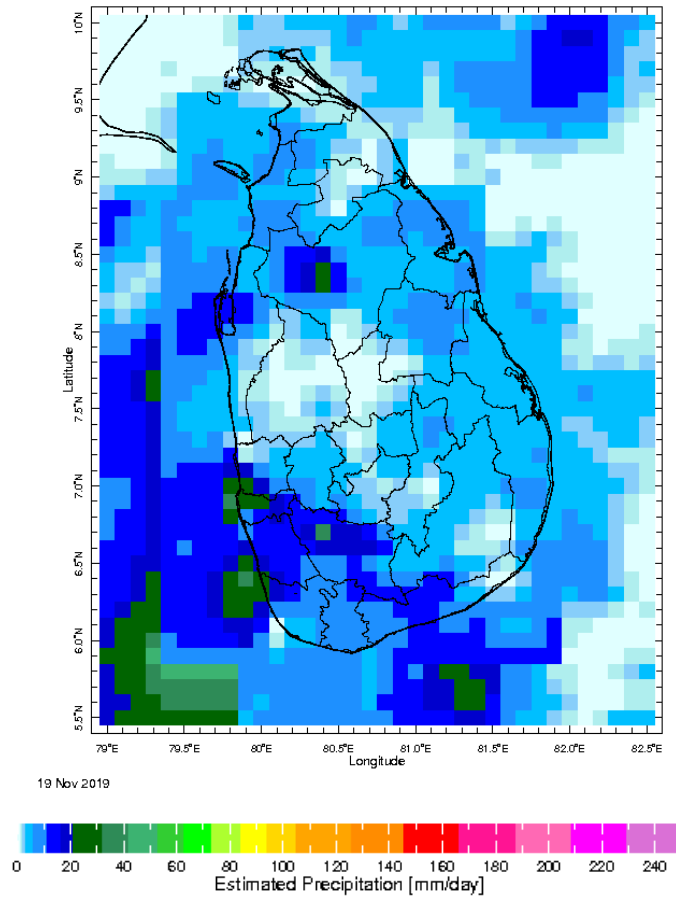 10°N
9.5°N
9°N
8.5°N
8°N
7.5°N
7.0°N
6.5°N
6.0°N
5.5°N
Latitude
79°E 79.5°E 80°E 80.5°E 81.0°E 81.5°E 82.0°E 82.5°E
Longitude
19 Nov 2019
0 20 40 60 80 100 120 140 160 180 200 220 240
Estimated Precipitation [mm/day]